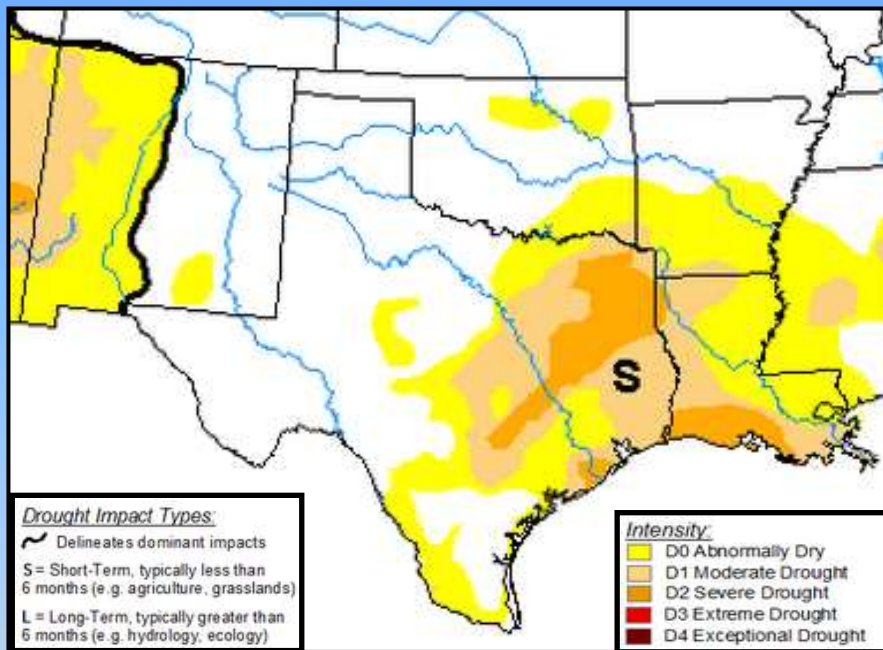 S
Drought Impact Types:
Delineates dominant impacts
S = Short-Term, typically less than
6 months (e.g. agriculture, grasslands)
L = Long-Term, typically greater than
6 months (e.g. hydrology, ecology)
Intensity:
D0 Abnormally Dry
D1 Moderate Drought
D2 Severe Drought
D3 Extreme Drought
D4 Exceptional Drought